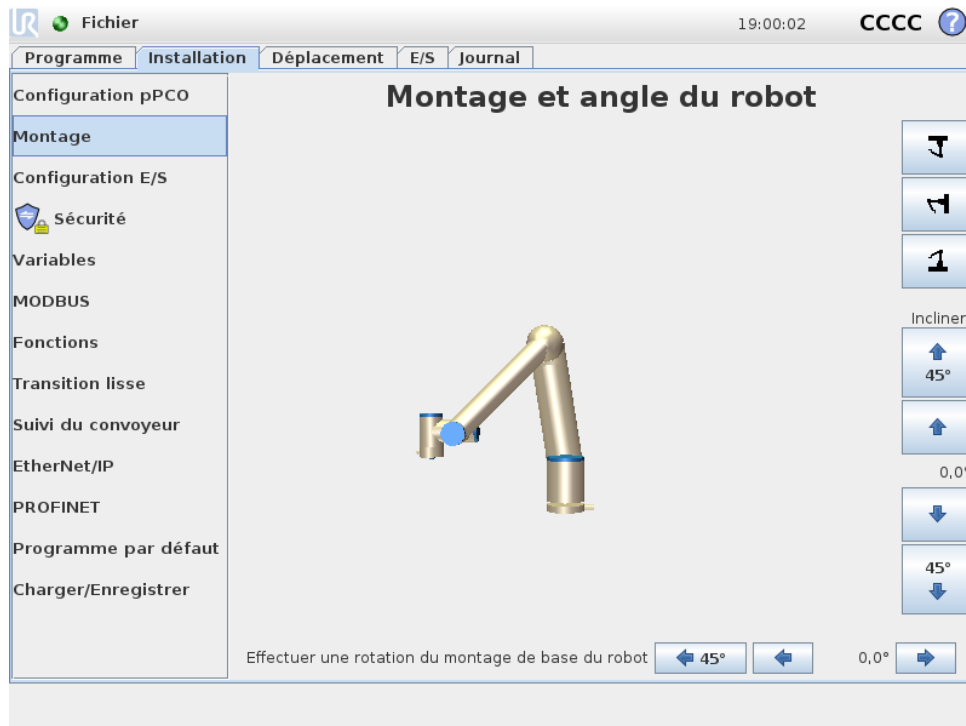 UR Fichier 19:00:02 CCCC ?
Programme Installation Déplacement E/S Journal
Configuration pPCO
Montage
Configuration E/S
Sécurité
Variables
MODBUS
Fonctions
Transition lisse
Suivi du convoyeur
EtherNet/IP
PROFINET
Programme par défaut
Charger/Enregistrer
Montage et angle du robot
Incliner
45°
0,0°
45°
Effectuer une rotation du montage de base du robot 45° 0,0°